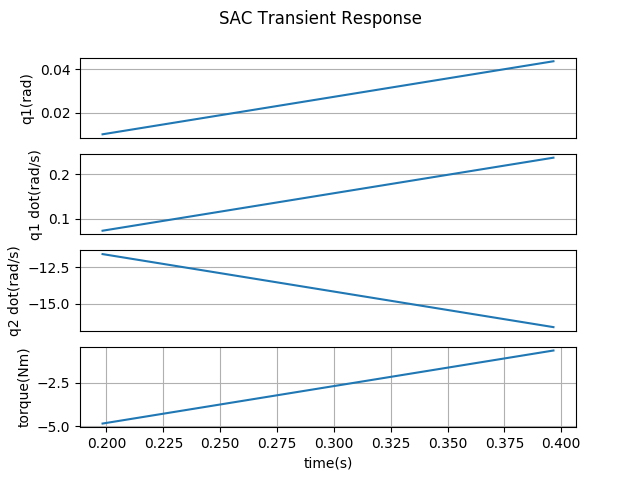 SAC Transient Response
q1(rad)
0.04
0.02
q1 dot(rad/s)
0.2
0.1
q2 dot(rad/s)
−12.5
−15.0
torque(Nm)
−2.5
−5.0
0.200 0.225 0.250 0.275 0.300 0.325 0.350 0.375 0.400
time(s)